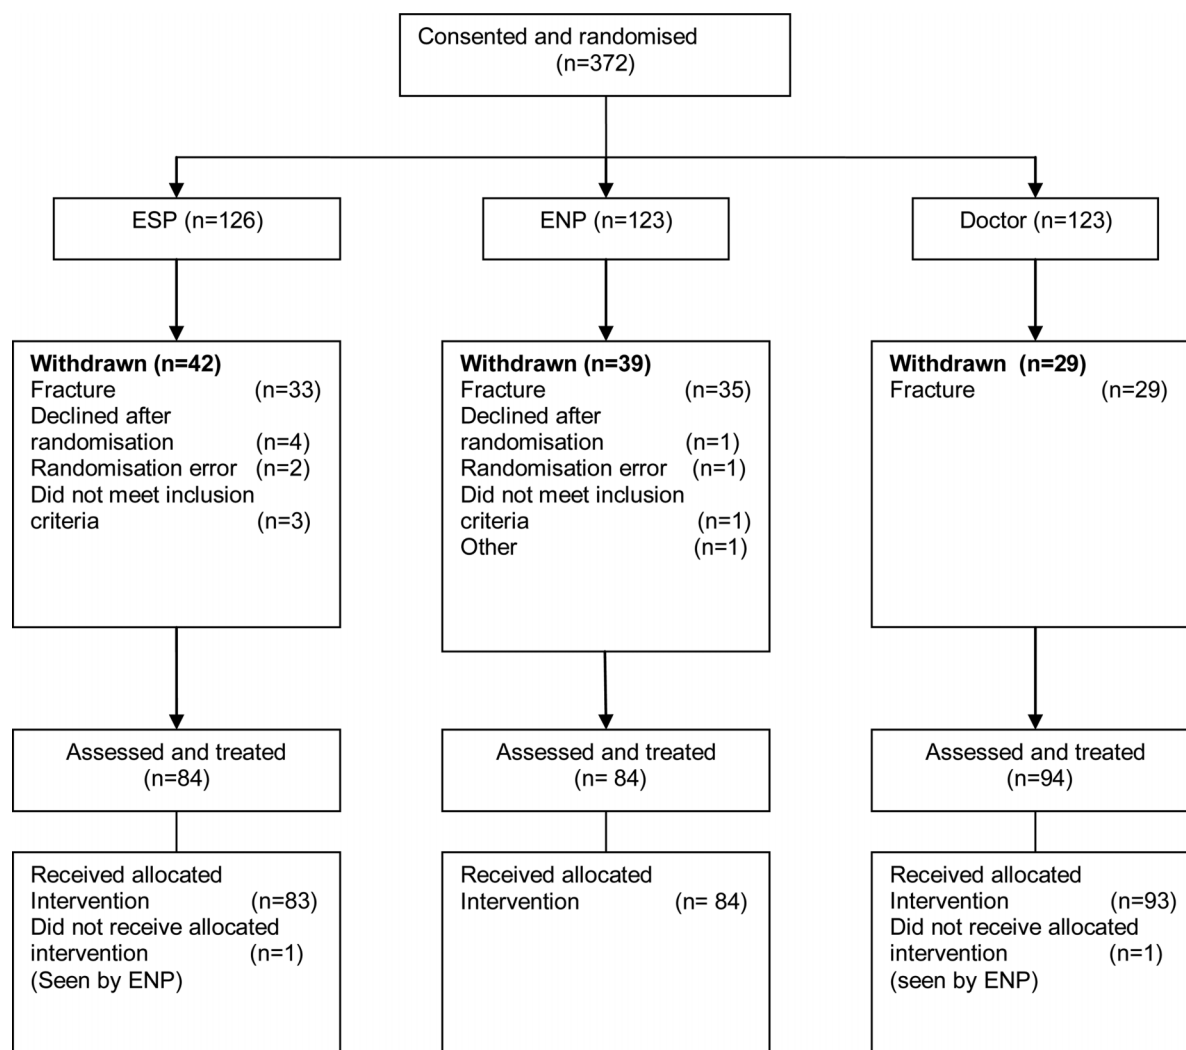 Consented and randomised
(n=372)
ESP (n=126)
ENP (n=123)
Doctor (n=123)
Withdrawn (n=42)
Fracture (n=33)
Declined after
randomisation (n=4)
Randomisation error (n=2)
Did not meet inclusion
criteria (n=3)
Withdrawn (n=39)
Fracture (n=35)
Declined after
randomisation (n=1)
Randomisation error (n=1)
Did not meet inclusion
criteria (n=1)
Other (n=1)
Withdrawn (n=29)
Fracture (n=29)
Assessed and treated
(n=84)
Assessed and treated
(n= 84)
Assessed and treated
(n=94)
Received allocated
Intervention (n=83)
Did not receive allocated
intervention (n=1)
(Seen by ENP)
Received allocated
Intervention (n= 84)
Received allocated
Intervention (n=93)
Did not receive allocated
intervention (n=1)
(seen by ENP)